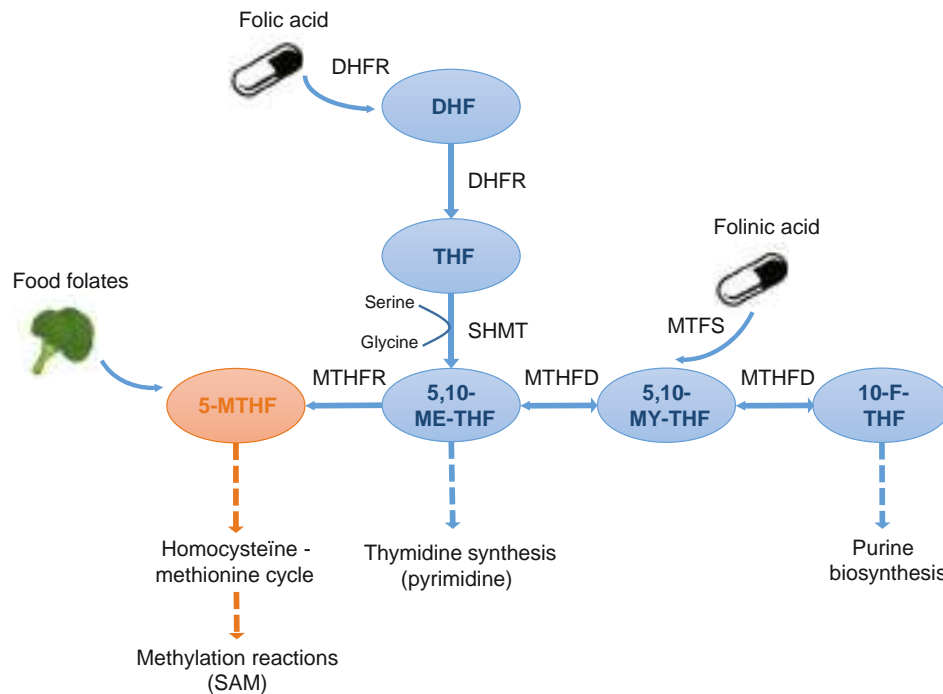 Folic acid
DHFR
DHF
DHFR
THF
Folinic acid
Food folates
Serine
Glycine
SHMT
MTFS
MTHFR
MTHFD
MTHFD
5-MTHF
5,10-
ME-THF
5,10-
MY-THF
10-F-
THF
Homocysteïne -
methionine cycle
Thymidine synthesis
(pyrimidine)
Purine
biosynthesis
Methylation reactions
(SAM)